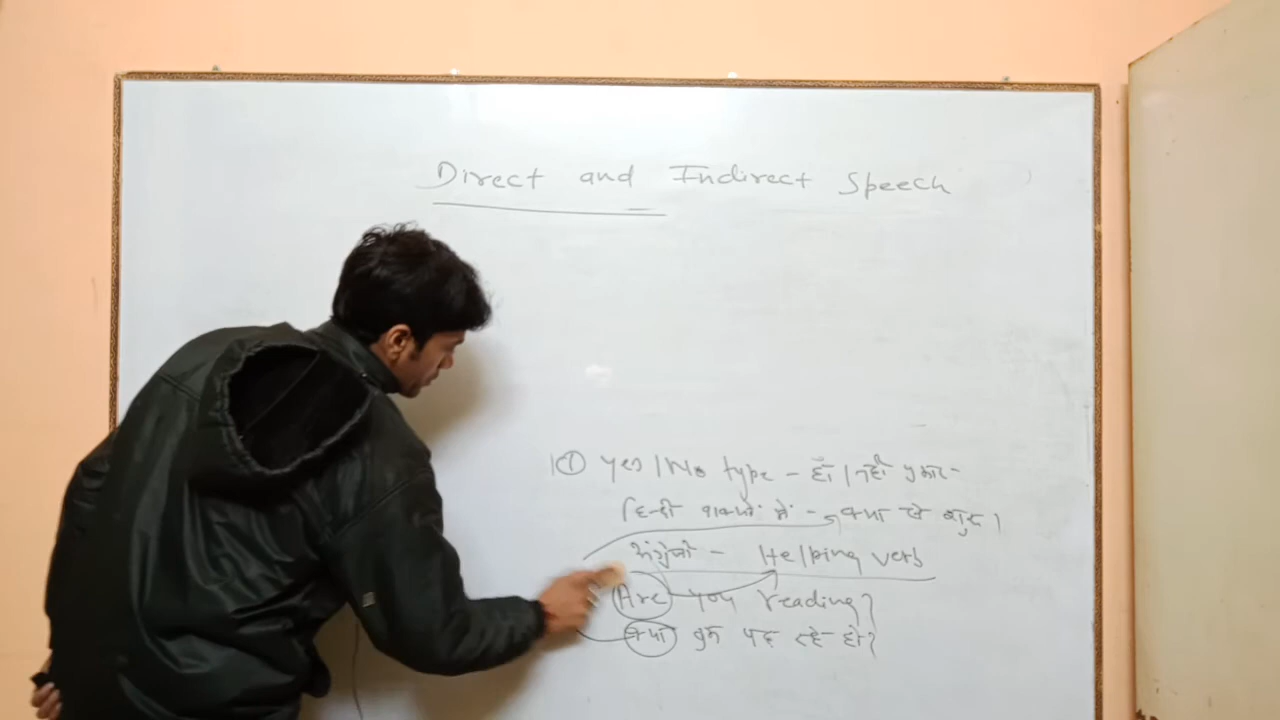 Direct and Indirect Speech
① Yes/No type - हाँ/नहीं प्रकार-
हिन्दी वाक्यों में - क्या से शुरू।
अंग्रेजी - Helping verb
Are you reading?
क्या तुम पढ़ रहे हो?